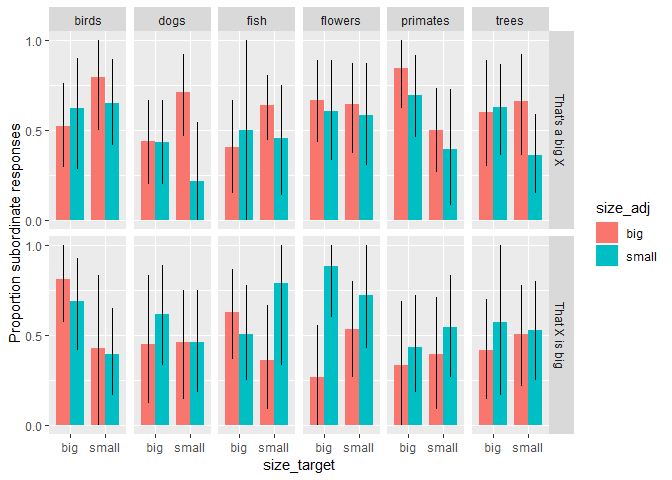 birds dogs fish flowers primates trees
1.0
0.5
0.0
That's a big X
1.0
0.5
0.0
That X is big
Proportion subordinate responses
big small big small big small big small big small big small
size_target
size_adj
big
small